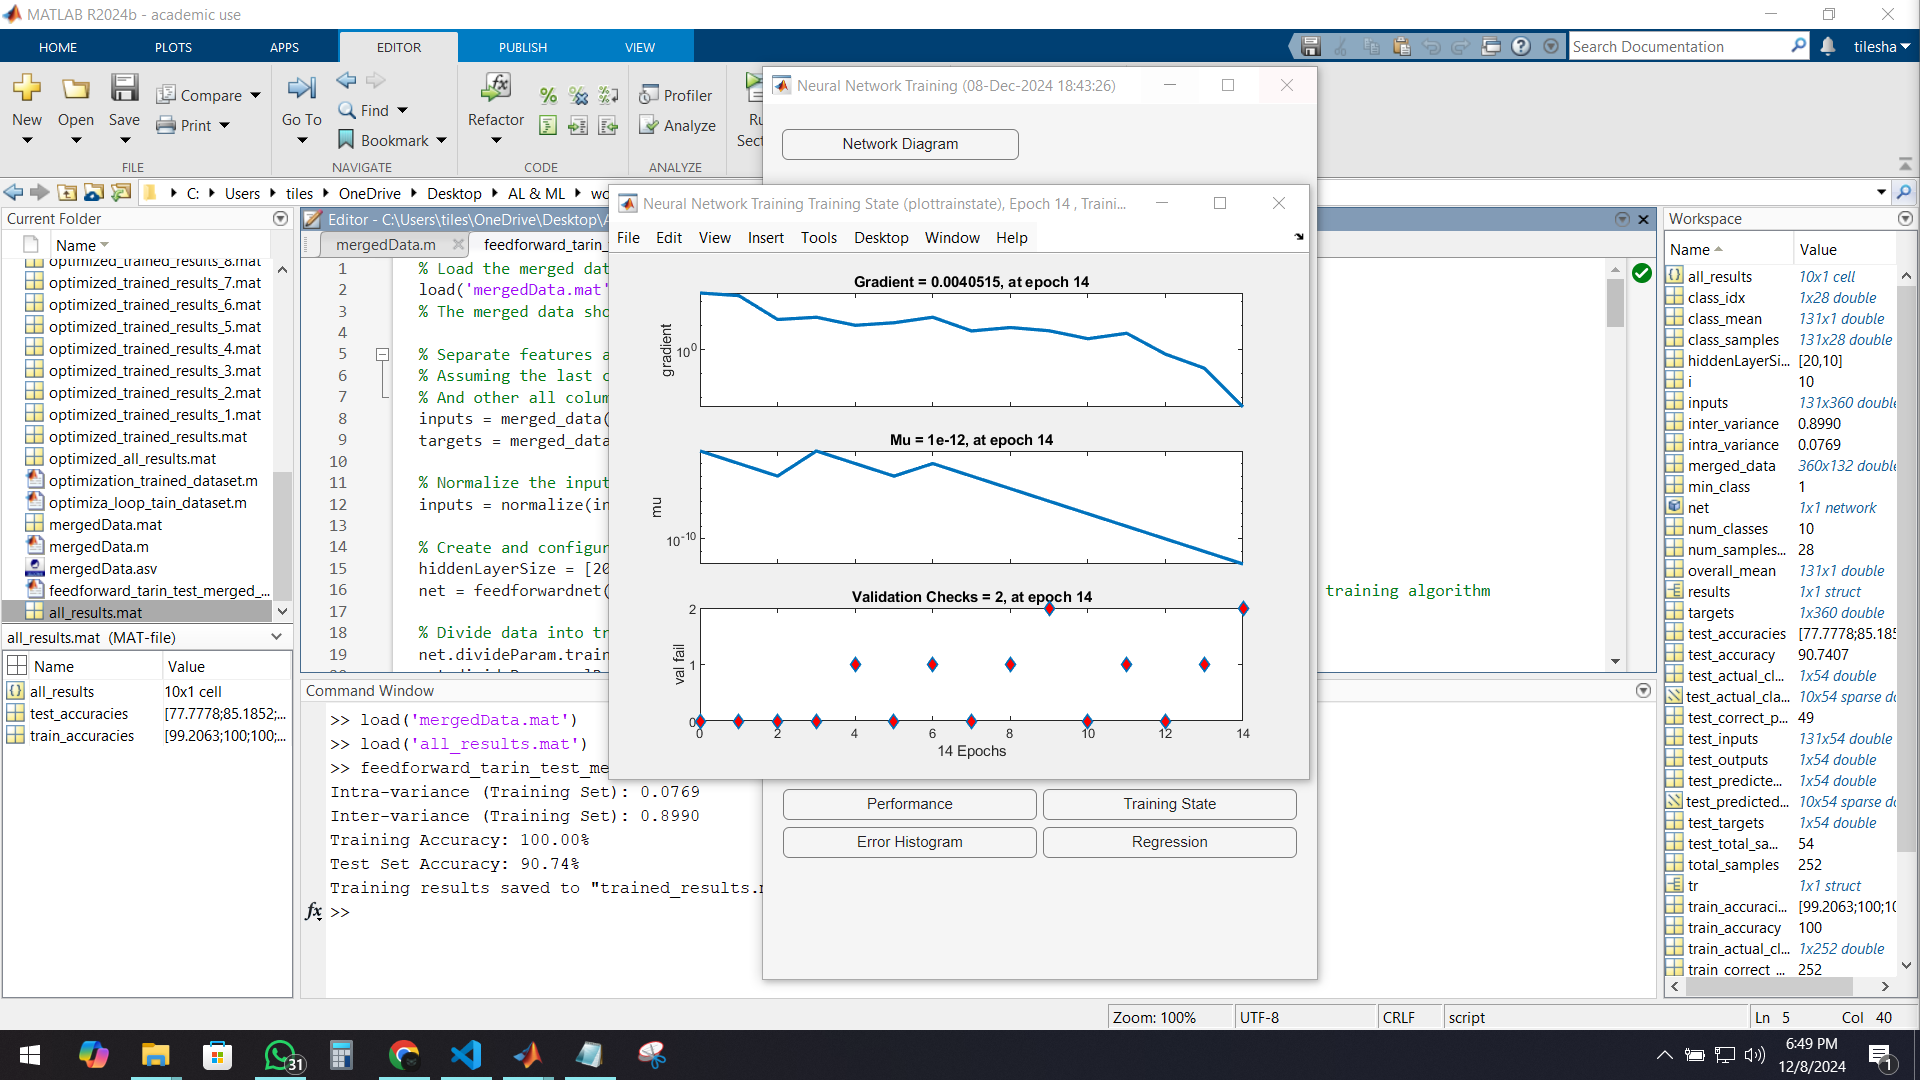 MATLAB R2024b - academic use
HOME PLOTS APPS EDITOR PUBLISH VIEW
Search Documentation
tilesha
New Open Save Compare Print
Go To Find Bookmark
Refactor
Profiler Analyze
FILE NAVIGATE CODE ANALYZE
Neural Network Training (08-Dec-2024 18:43:26)
Network Diagram
C: Users tiles OneDrive Desktop AL & ML
Current Folder
Name
optimized_trained_results_8.mat
optimized_trained_results_7.mat
optimized_trained_results_6.mat
optimized_trained_results_5.mat
optimized_trained_results_4.mat
optimized_trained_results_3.mat
optimized_trained_results_2.mat
optimized_trained_results_1.mat
optimized_trained_results.mat
optimized_all_results.mat
optimization_trained_dataset.m
optimiza_loop_tain_dataset.m
mergedData.mat
mergedData.m
mergedData.asv
feedforward_tarin_test_merged_...
all_results.mat
all_results.mat (MAT-file)
Name Value
all_results 10x1 cell
test_accuracies [77.7778;85.1852;...
train_accuracies [99.2063;100;100;...
Editor - C:\Users\tiles\OneDrive\Desktop\A
mergedData.m feedforward_tarin_
1 % Load the merged dat
2 load('mergedData.mat'
3 % The merged data sho
4
5 % Separate features a
6 % Assuming the last c
7 % And other all colum
8 inputs = merged_data(
9 targets = merged_data
10
11 % Normalize the input
12 inputs = normalize(in
13
14 % Create and configur
15 hiddenLayerSize = [20
16 net = feedforwardnet( training algorithm
17
18 % Divide data into tr
19 net.divideParam.train
Neural Network Training Training State (plottrainstate), Epoch 14 , Traini...
File Edit View Insert Tools Desktop Window Help
Gradient = 0.0040515, at epoch 14
gradient
10^0
Mu = 1e-12, at epoch 14
mu
10^-10
Validation Checks = 2, at epoch 14
val fail
2
1
0
0 2 4 6 8 10 12 14
14 Epochs
Performance Training State
Error Histogram Regression
Command Window
>> load('mergedData.mat')
>> load('all_results.mat')
>> feedforward_tarin_test_me
Intra-variance (Training Set): 0.0769
Inter-variance (Training Set): 0.8990
Training Accuracy: 100.00%
Test Set Accuracy: 90.74%
Training results saved to "trained_results.m
fx >>
Workspace
Name Value
all_results 10x1 cell
class_idx 1x28 double
class_mean 131x1 double
class_samples 131x28 double
hiddenLayerSi... [20,10]
i 10
inputs 131x360 double
inter_variance 0.8990
intra_variance 0.0769
merged_data 360x132 double
min_class 1
net 1x1 network
num_classes 10
num_samples... 28
overall_mean 131x1 double
results 1x1 struct
targets 1x360 double
test_accuracies [77.7778;85.185
test_accuracy 90.7407
test_actual_cl... 1x54 double
test_actual_cla... 10x54 sparse do
test_correct_p... 49
test_inputs 131x54 double
test_outputs 1x54 double
test_predicte... 1x54 double
test_predicted... 10x54 sparse do
test_targets 1x54 double
test_total_sa... 54
total_samples 252
tr 1x1 struct
train_accuraci... [99.2063;100;10
train_accuracy 100
train_actual_cl... 1x252 double
train_correct_... 252
Zoom: 100% UTF-8 CRLF script Ln 5 Col 40
31
6:49 PM
12/8/2024
1